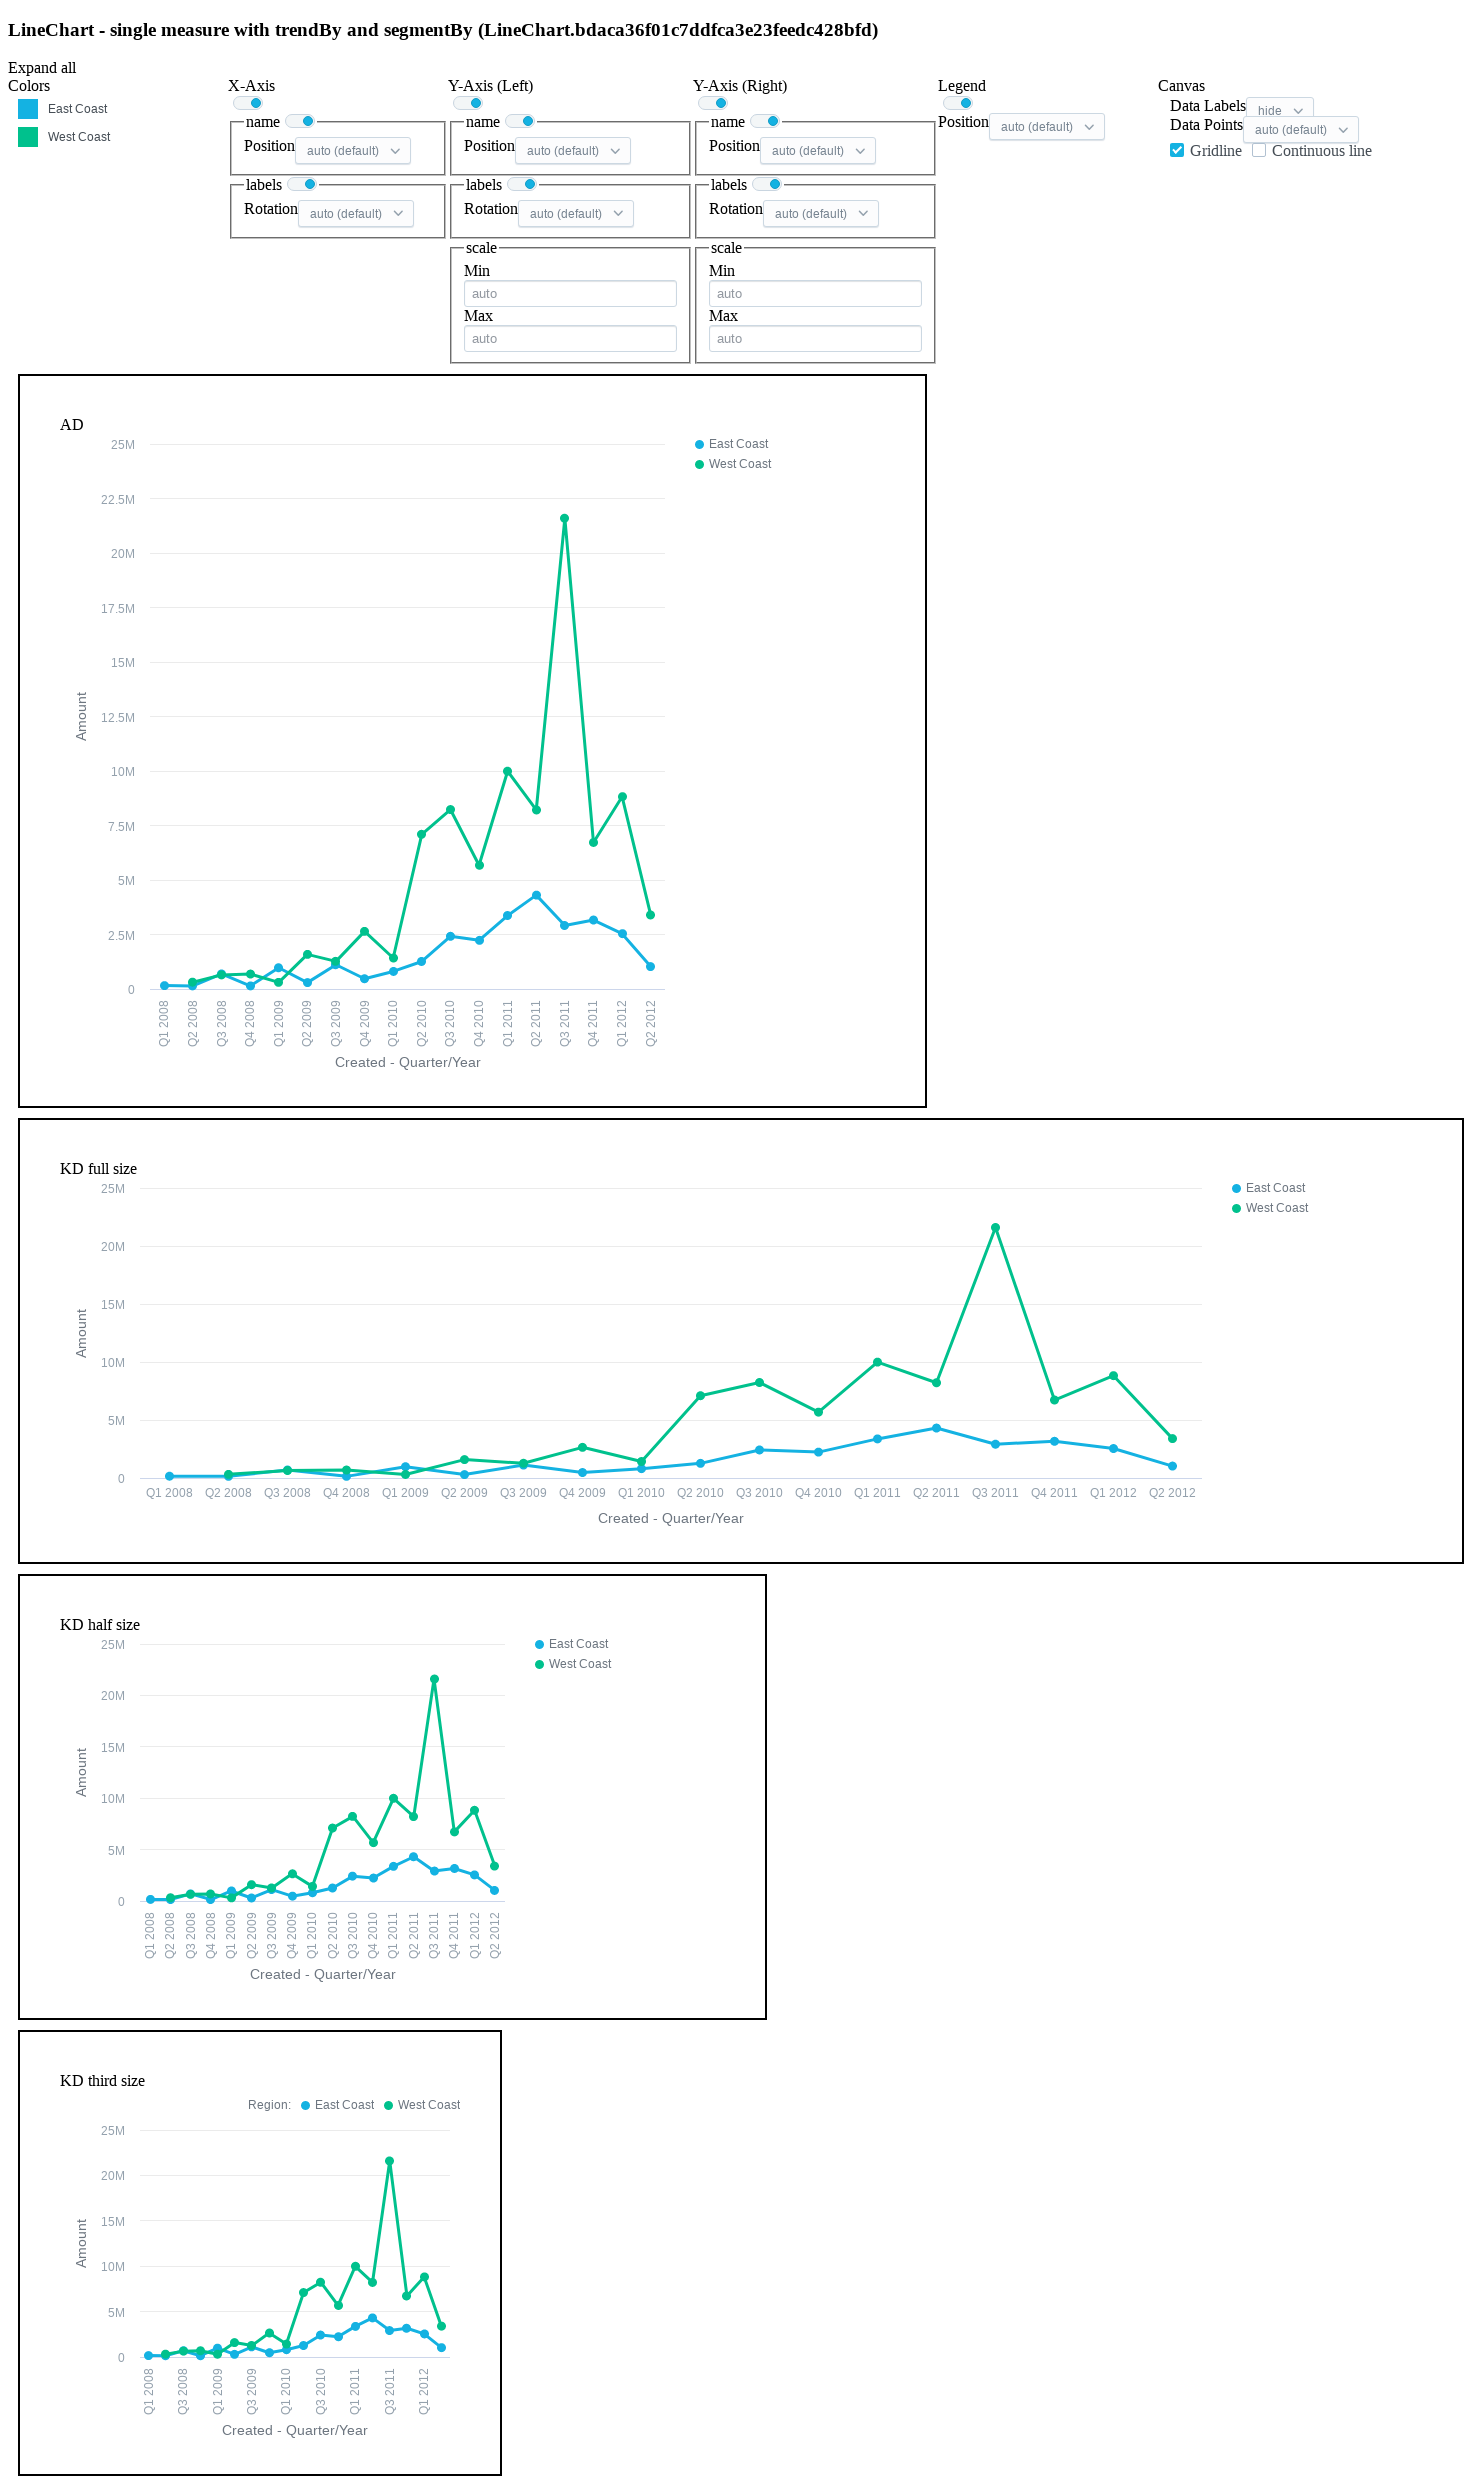 LineChart - single measure with trendBy and segmentBy (LineChart.bdaca36f01c7ddfca3e23feedc428bfd)
Expand all
Colors
East Coast
West Coast
X-Axis
name
Position auto (default)
labels
Rotation auto (default)
Y-Axis (Left)
name
Position auto (default)
labels
Rotation auto (default)
scale
Min
auto
Max
auto
Y-Axis (Right)
name
Position auto (default)
labels
Rotation auto (default)
scale
Min
auto
Max
auto
Legend
Position auto (default)
Canvas
Data Labels hide
Data Points auto (default)
Gridline Continuous line
AD
25M
22.5M
20M
17.5M
15M
12.5M
10M
7.5M
5M
2.5M
0
Amount
Q1 2008
Q2 2008
Q3 2008
Q4 2008
Q1 2009
Q2 2009
Q3 2009
Q4 2009
Q1 2010
Q2 2010
Q3 2010
Q4 2010
Q1 2011
Q2 2011
Q3 2011
Q4 2011
Q1 2012
Q2 2012
Created - Quarter/Year
East Coast
West Coast
KD full size
25M
20M
15M
10M
5M
0
Amount
Q1 2008 Q2 2008 Q3 2008 Q4 2008 Q1 2009 Q2 2009 Q3 2009 Q4 2009 Q1 2010 Q2 2010 Q3 2010 Q4 2010 Q1 2011 Q2 2011 Q3 2011 Q4 2011 Q1 2012 Q2 2012
Created - Quarter/Year
East Coast
West Coast
KD half size
25M
20M
15M
10M
5M
0
Amount
Q1 2008
Q2 2008
Q3 2008
Q4 2008
Q1 2009
Q2 2009
Q3 2009
Q4 2009
Q1 2010
Q2 2010
Q3 2010
Q4 2010
Q1 2011
Q2 2011
Q3 2011
Q4 2011
Q1 2012
Q2 2012
Created - Quarter/Year
East Coast
West Coast
KD third size
Region: East Coast West Coast
25M
20M
15M
10M
5M
0
Amount
Q1 2008
Q3 2008
Q1 2009
Q3 2009
Q1 2010
Q3 2010
Q1 2011
Q3 2011
Q1 2012
Created - Quarter/Year